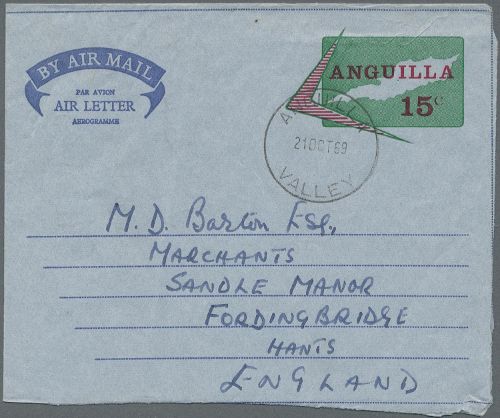 BY AIR MAIL
PAR AVION
AIR LETTER
AEROGRAMME
ANGUILLA
15c
ANGUILLA
21 OCT 69
VALLEY
M. D. Barton Esq.,
MARCHANTS
SANDLE MANOR
FORDINGBRIDGE
HANTS
ENGLAND